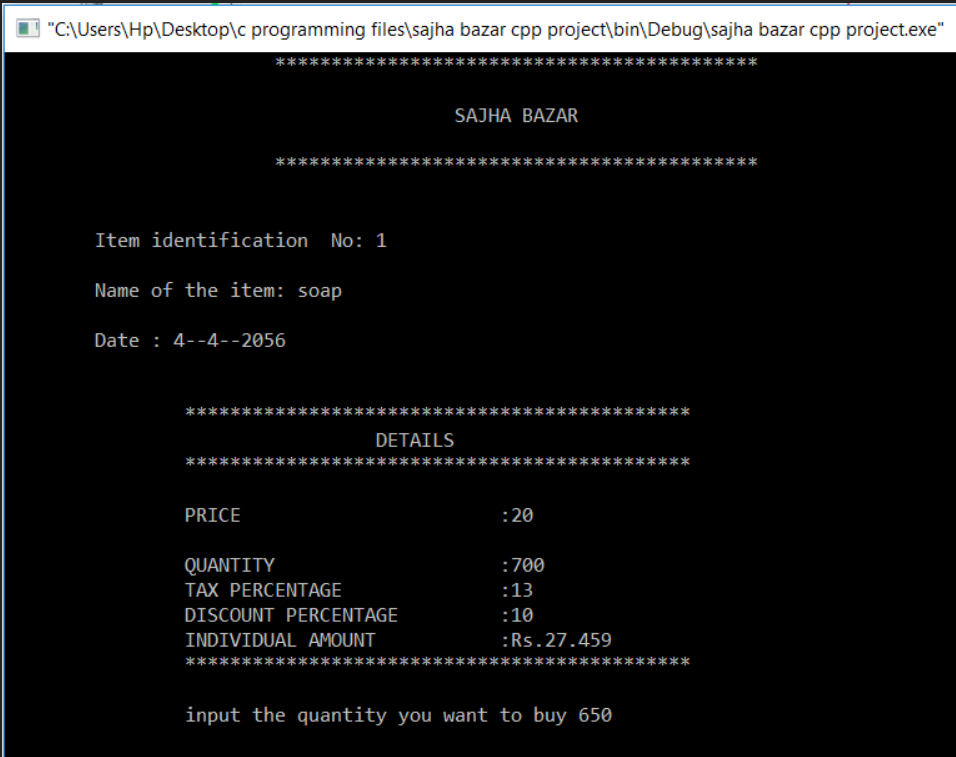 "C:\Users\Hp\Desktop\c programming files\sajha bazar cpp project\bin\Debug\sajha bazar cpp project.exe"
*******************************************
SAJHA BAZAR
*******************************************
Item identification  No: 1
Name of the item: soap
Date : 4--4--2056
*********************************************
DETAILS
*********************************************
PRICE :20
QUANTITY :700
TAX PERCENTAGE :13
DISCOUNT PERCENTAGE :10
INDIVIDUAL AMOUNT :Rs.27.459
*********************************************
input the quantity you want to buy 650